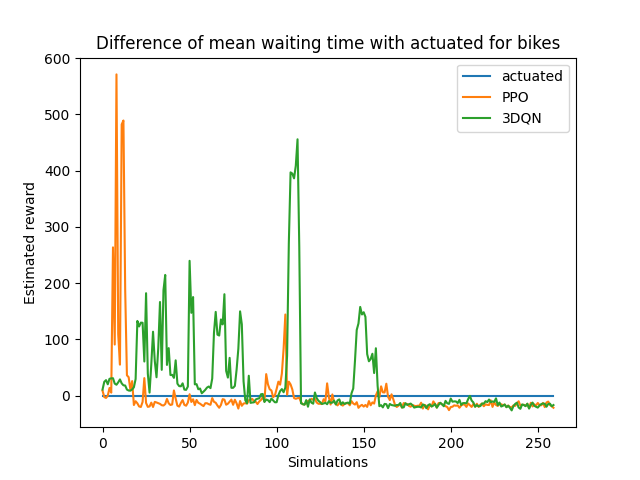 Difference of mean waiting time with actuated for bikes
600
500
400
300
200
100
0
Estimated reward
actuated
PPO
3DQN
0
50
100
150
200
250
Simulations